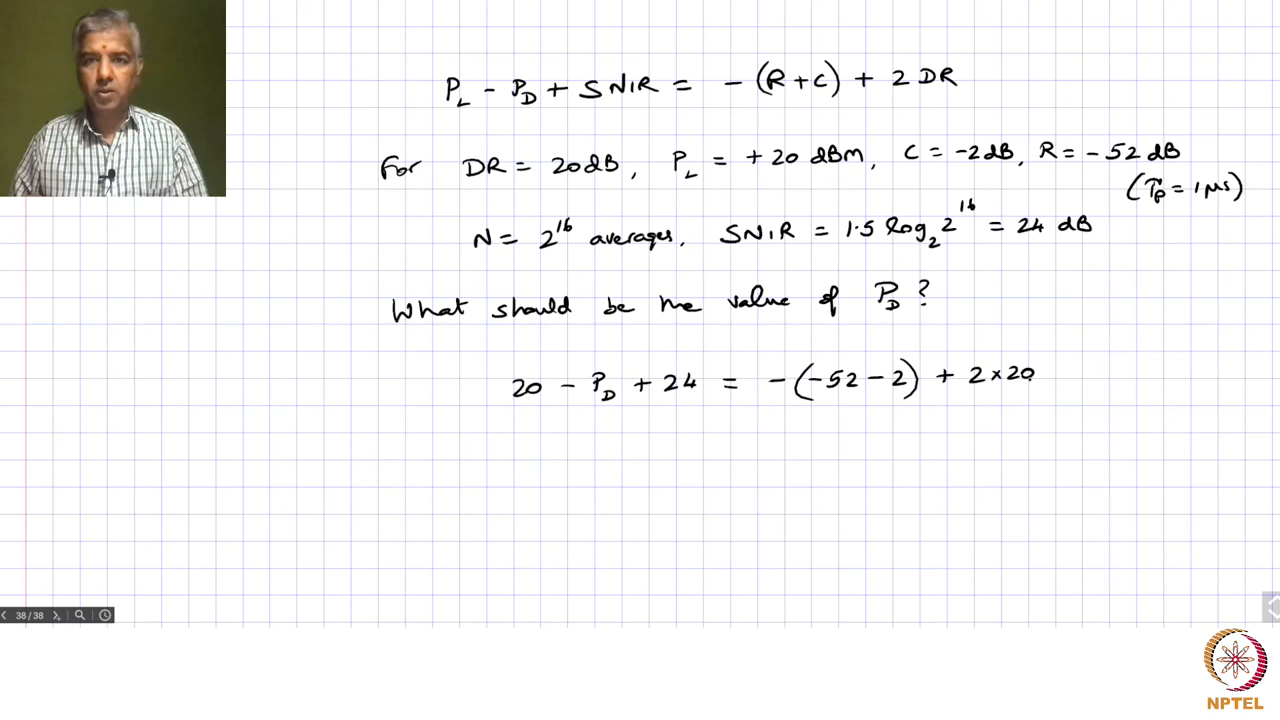 P_L - P_D + SNIR = - (R + C) + 2 DR
For DR = 20dB, P_L = +20 dBm, C = -2dB, R = -52 dB
(T_p = 1 μs)
N = 2^16 averages, SNIR = 1.5 log_2 2^16 = 24 dB
What should be the value of P_D?
20 - P_D + 24 = - (-52 - 2) + 2 × 20
38 / 38
NPTEL